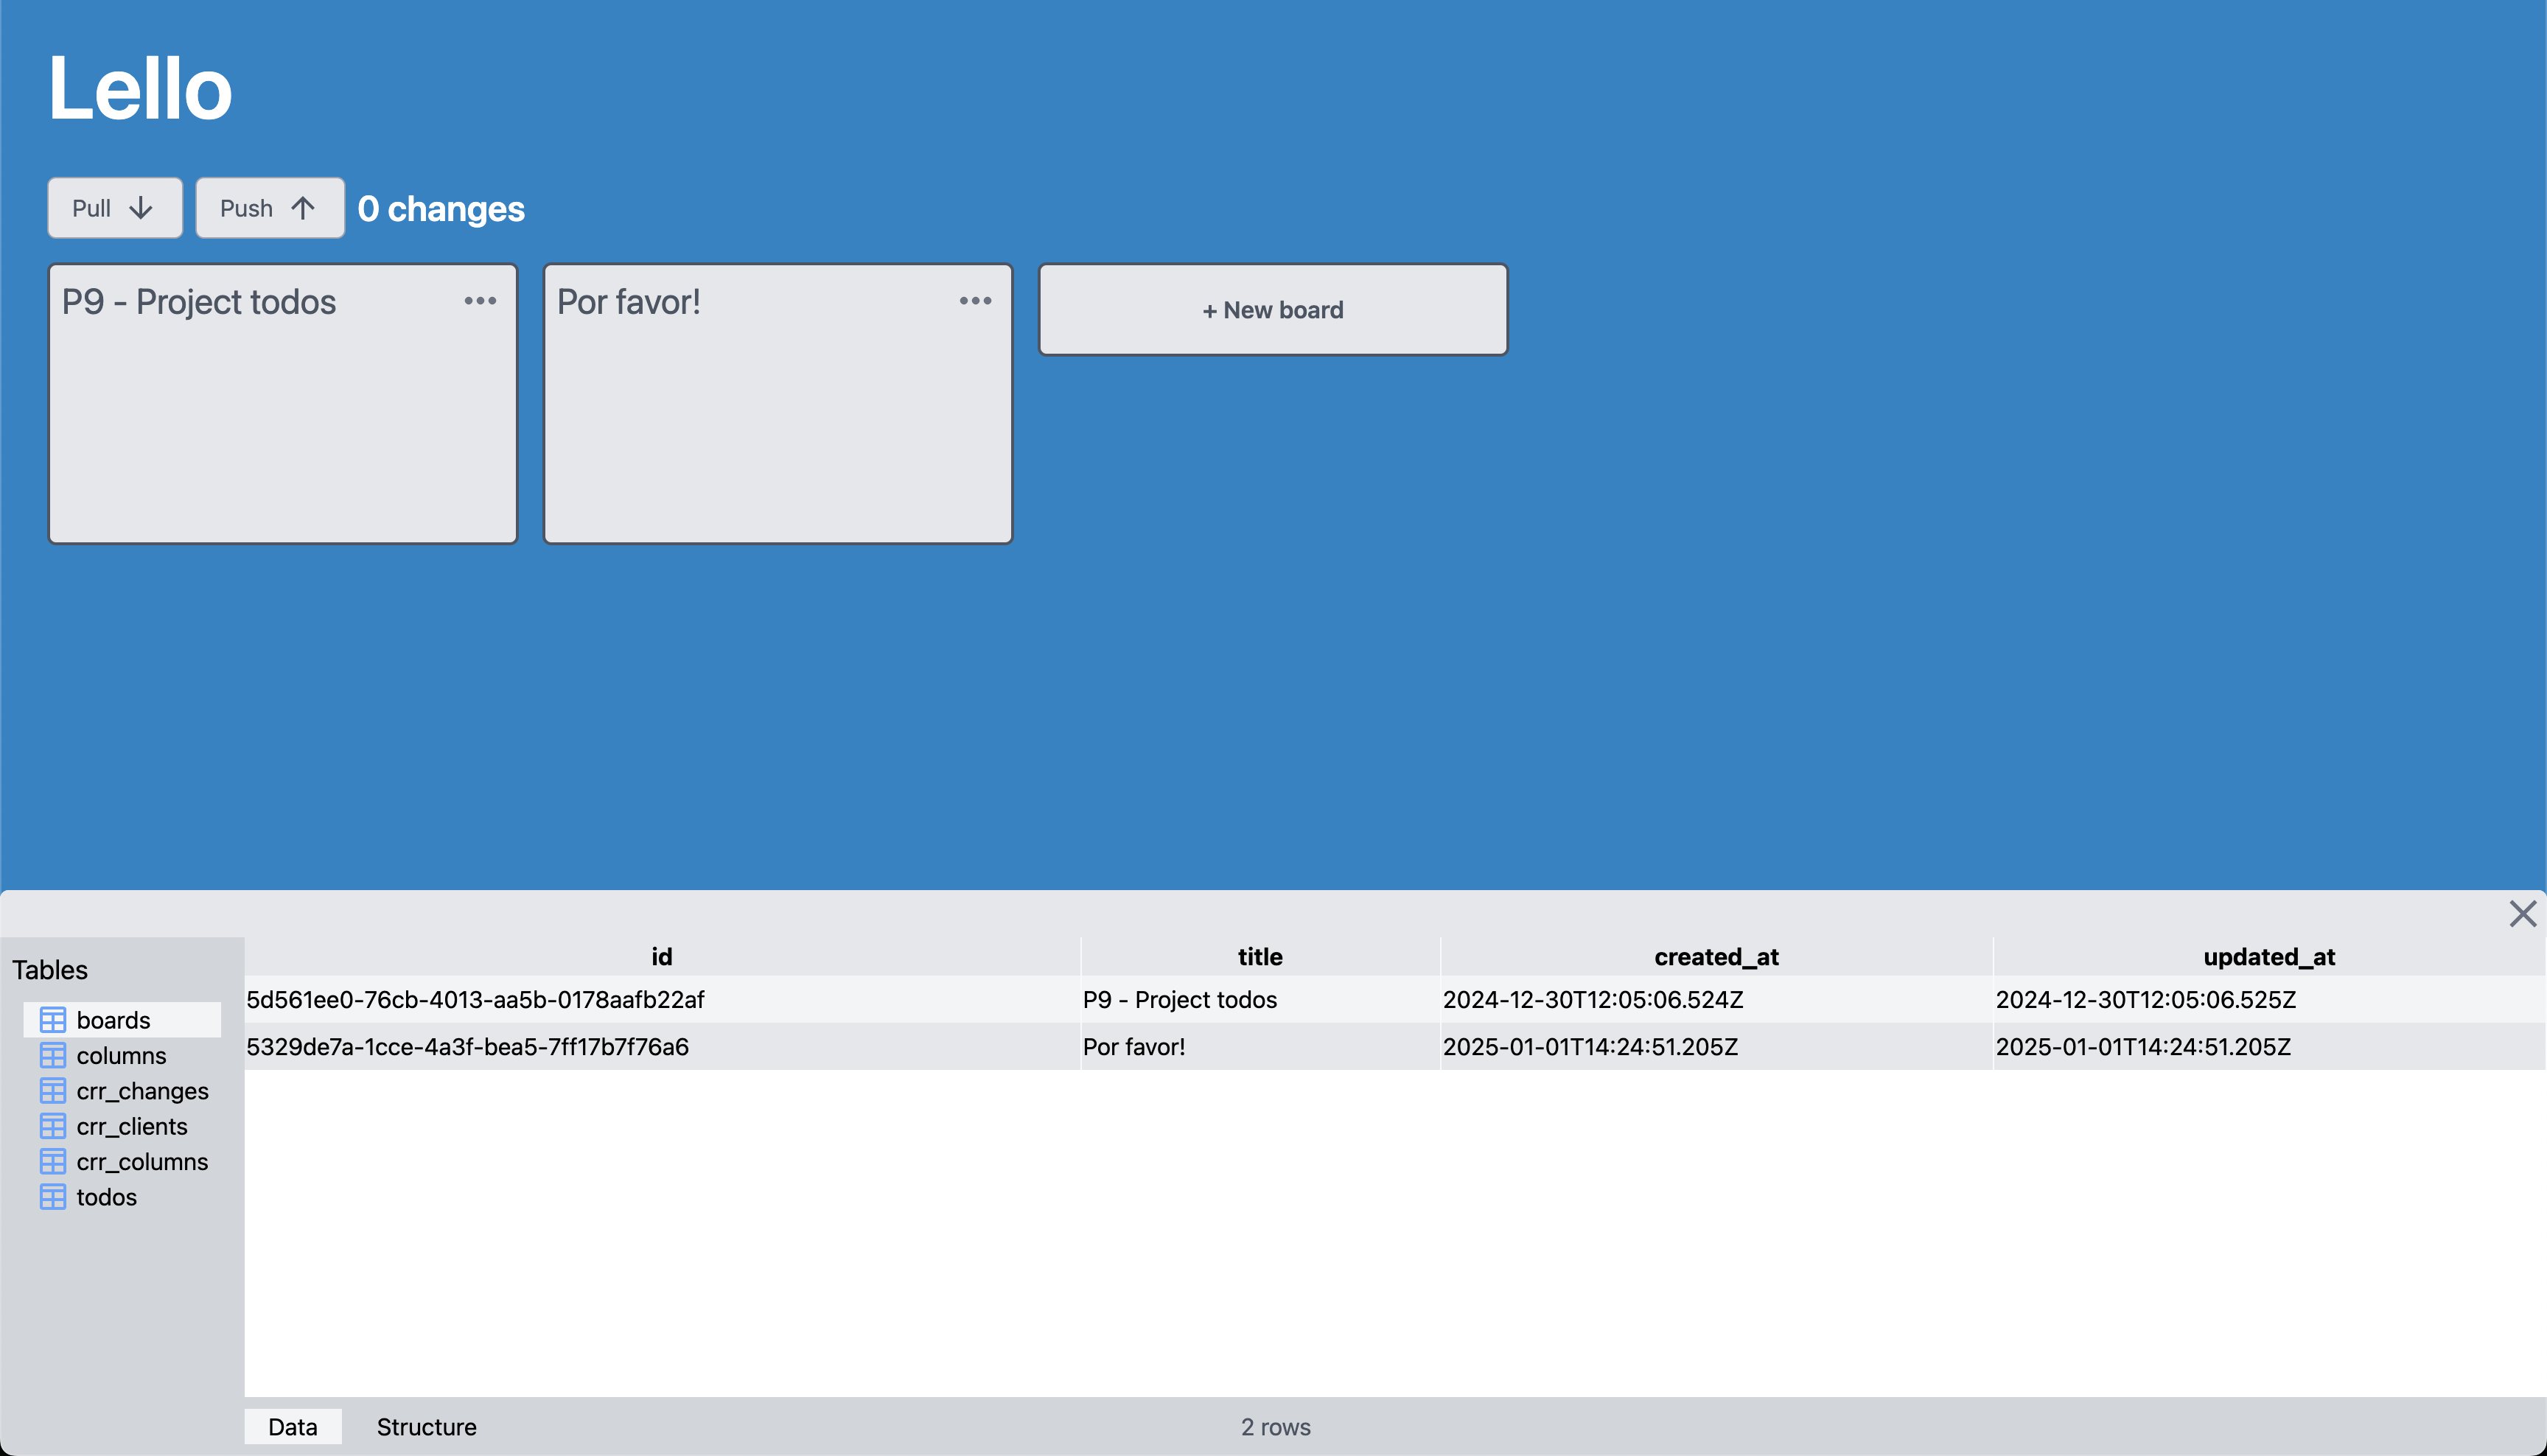 Lello
Pull Push 0 changes
P9 - Project todos
Por favor!
+ New board
Tables
boards
columns
crr_changes
crr_clients
crr_columns
todos
id title created_at updated_at
5d561ee0-76cb-4013-aa5b-0178aafb22af P9 - Project todos 2024-12-30T12:05:06.524Z 2024-12-30T12:05:06.525Z
5329de7a-1cce-4a3f-bea5-7ff17b7f76a6 Por favor! 2025-01-01T14:24:51.205Z 2025-01-01T14:24:51.205Z
Data Structure 2 rows